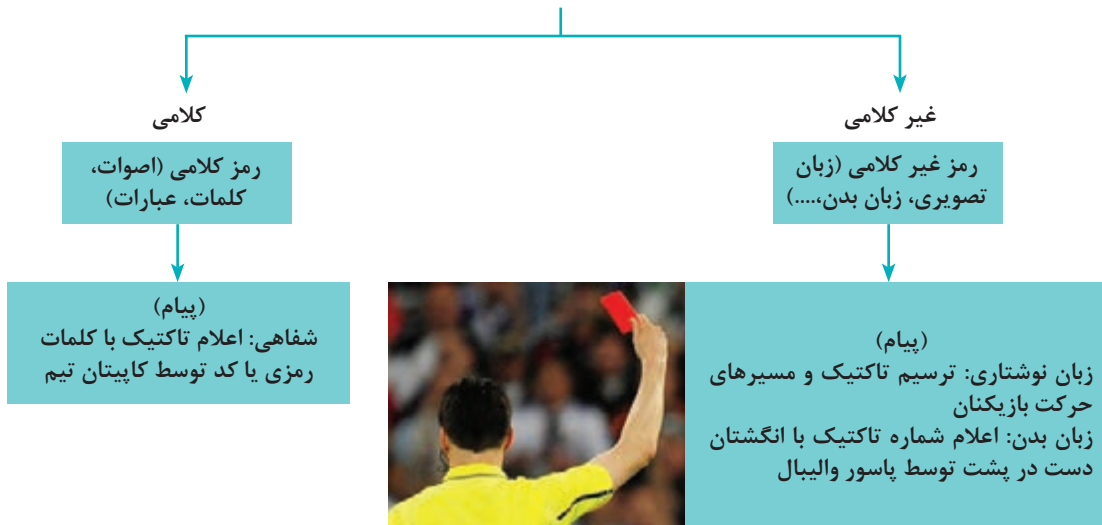 غیر کلامی
رمز غیر کلامی (زبان
تصویری، زبان بدن،....)
(پیام)
زبان نوشتاری: ترسیم تاکتیک و مسیرهای
حرکت بازیکنان
زبان بدن: اعلام شماره تاکتیک با انگشتان
دست در پشت توسط پاسور والیبال
کلامی
رمز کلامی (اصوات،
کلمات، عبارات)
(پیام)
شفاهی: اعلام تاکتیک با کلمات
رمزی یا کد توسط کاپیتان تیم